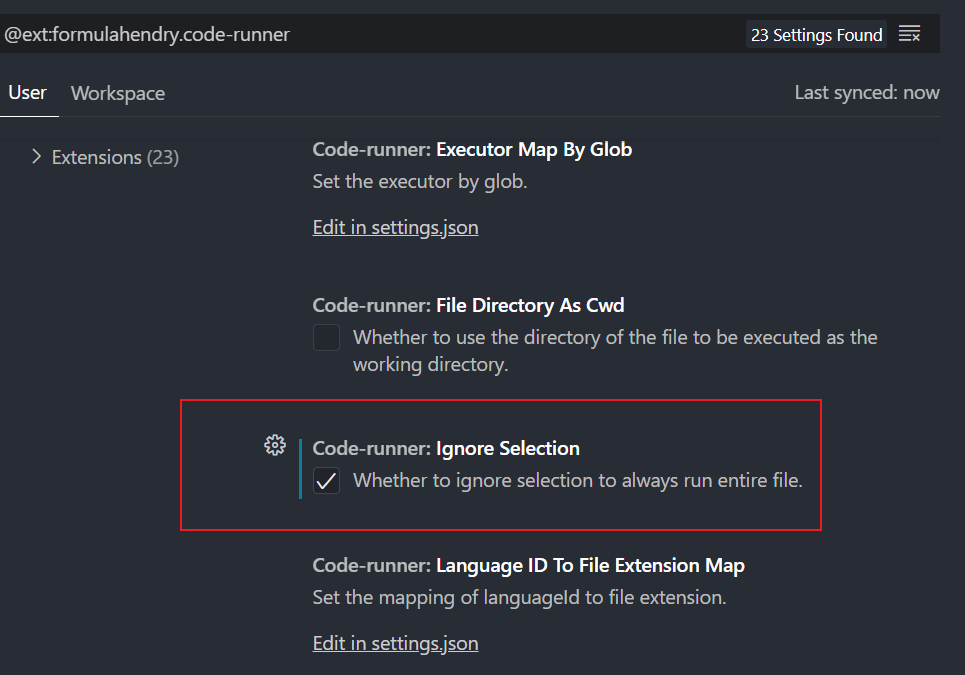 @ext:formulahendry.code-runner
23 Settings Found
User
Workspace
Last synced: now
Extensions (23)
Code-runner: Executor Map By Glob
Set the executor by glob.
Edit in settings.json
Code-runner: File Directory As Cwd
Whether to use the directory of the file to be executed as the
working directory.
Code-runner: Ignore Selection
Whether to ignore selection to always run entire file.
Code-runner: Language ID To File Extension Map
Set the mapping of languageId to file extension.
Edit in settings.json